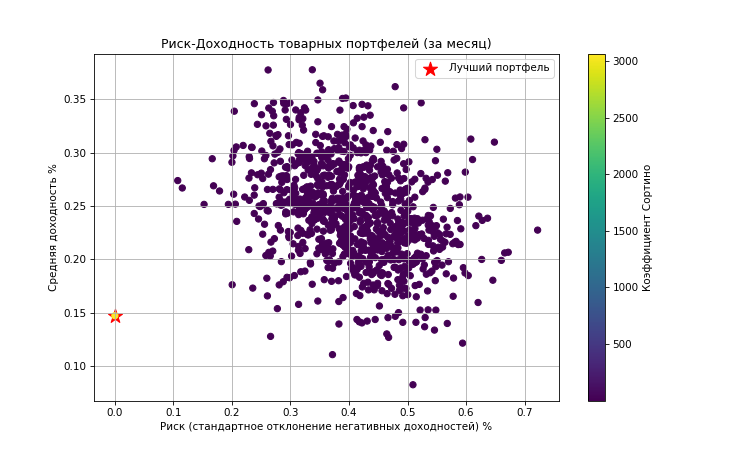 Риск-Доходность товарных портфелей (за месяц)
Лучший портфель
Средняя доходность %
0.35
0.30
0.25
0.20
0.15
0.10
0.0 0.1 0.2 0.3 0.4 0.5 0.6 0.7
Риск (стандартное отклонение негативных доходностей) %
3000
2500
2000
1500
1000
500
Коэффициент Сортино